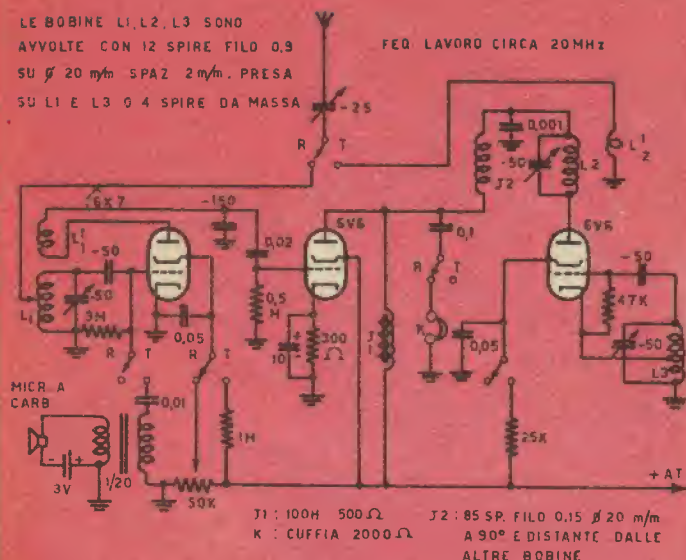 LE BOBINE L1, L2, L3 SONO
AVVOLTE CON 12 SPIRE FILO 0,9
SU Ø 20 m/m SPAZ 2m/m. PRESA
SU L1 E L3 A 4 SPIRE DA MASSA
FEQ LAVORO CIRCA 20MHz
-25
R T
0,001
-50
L2
J2
L1 2
6X7
-150
6V6
6V6
L1
-50
0,02
0,1
-50
R T
47K
L1
-50
0,5 M
3M
0,05
10
300 Ω
J1
K
0,05
-50
L3
R T
R T
MICR A
CARB
0,01
1M
25K
3V
1/20
50K
+ AT
J1 : 100H 500Ω
K : CUFFIA 2000Ω
J2 : 85 SP. FILO 0,15 Ø 20 m/m
A 90° E DISTANTE DALLE
ALTRE BOBINE